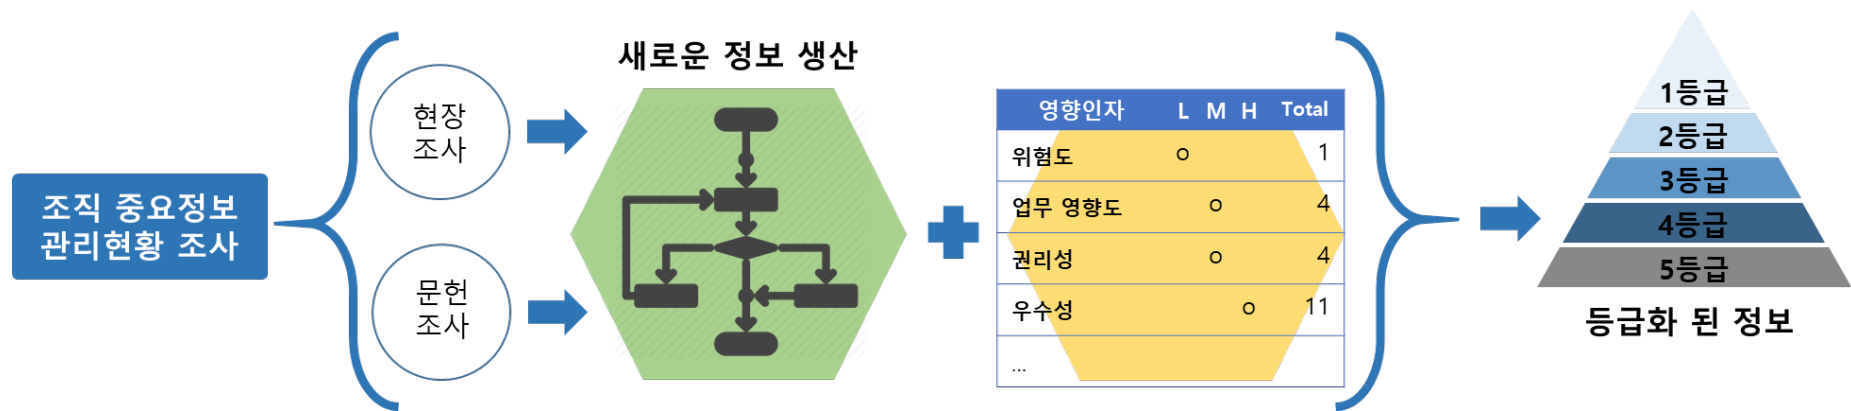 조직 중요정보
관리현황 조사
현장
조사
문헌
조사
새로운 정보 생산
영향인자 L M H Total
위험도 o 1
업무 영향도 o 4
권리성 o 4
우수성 o 11
...
1등급
2등급
3등급
4등급
5등급
등급화 된 정보